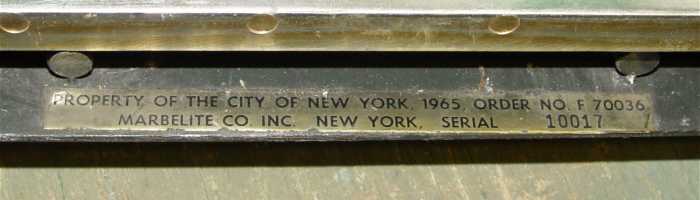 PROPERTY OF THE CITY OF NEW YORK, 1965, ORDER NO. F 70036
MARBELITE CO. INC. NEW YORK, SERIAL 10017